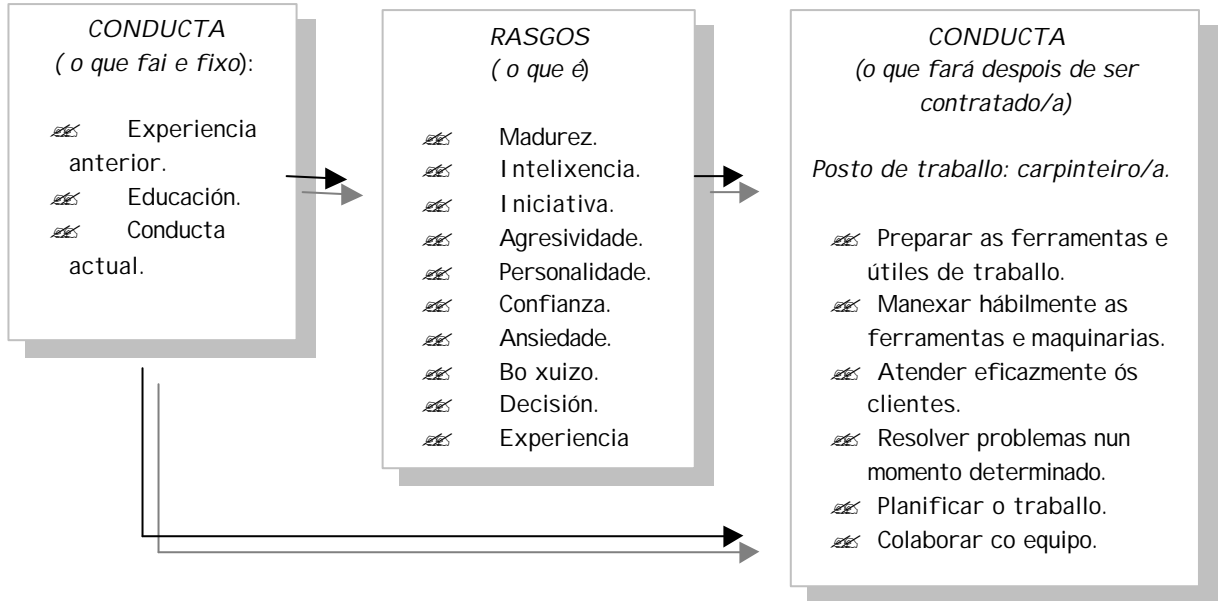 CONDUCTA
( o que fai e fixo):
Experiencia
anterior.
Educación.
Conducta
actual.
RASGOS
( o que é)
Madurez.
Intelixencia.
Iniciativa.
Agresividade.
Personalidade.
Confianza.
Ansiedade.
Bo xuizo.
Decisión.
Experiencia
CONDUCTA
(o que fará despois de ser
contratado/a)
Posto de traballo: carpinteiro/a.
Preparar as ferramentas e
útiles de traballo.
Manexar hábilmente as
ferramentas e maquinarias.
Atender eficazmente ós
clientes.
Resolver problemas nun
momento determinado.
Planificar o traballo.
Colaborar co equipo.